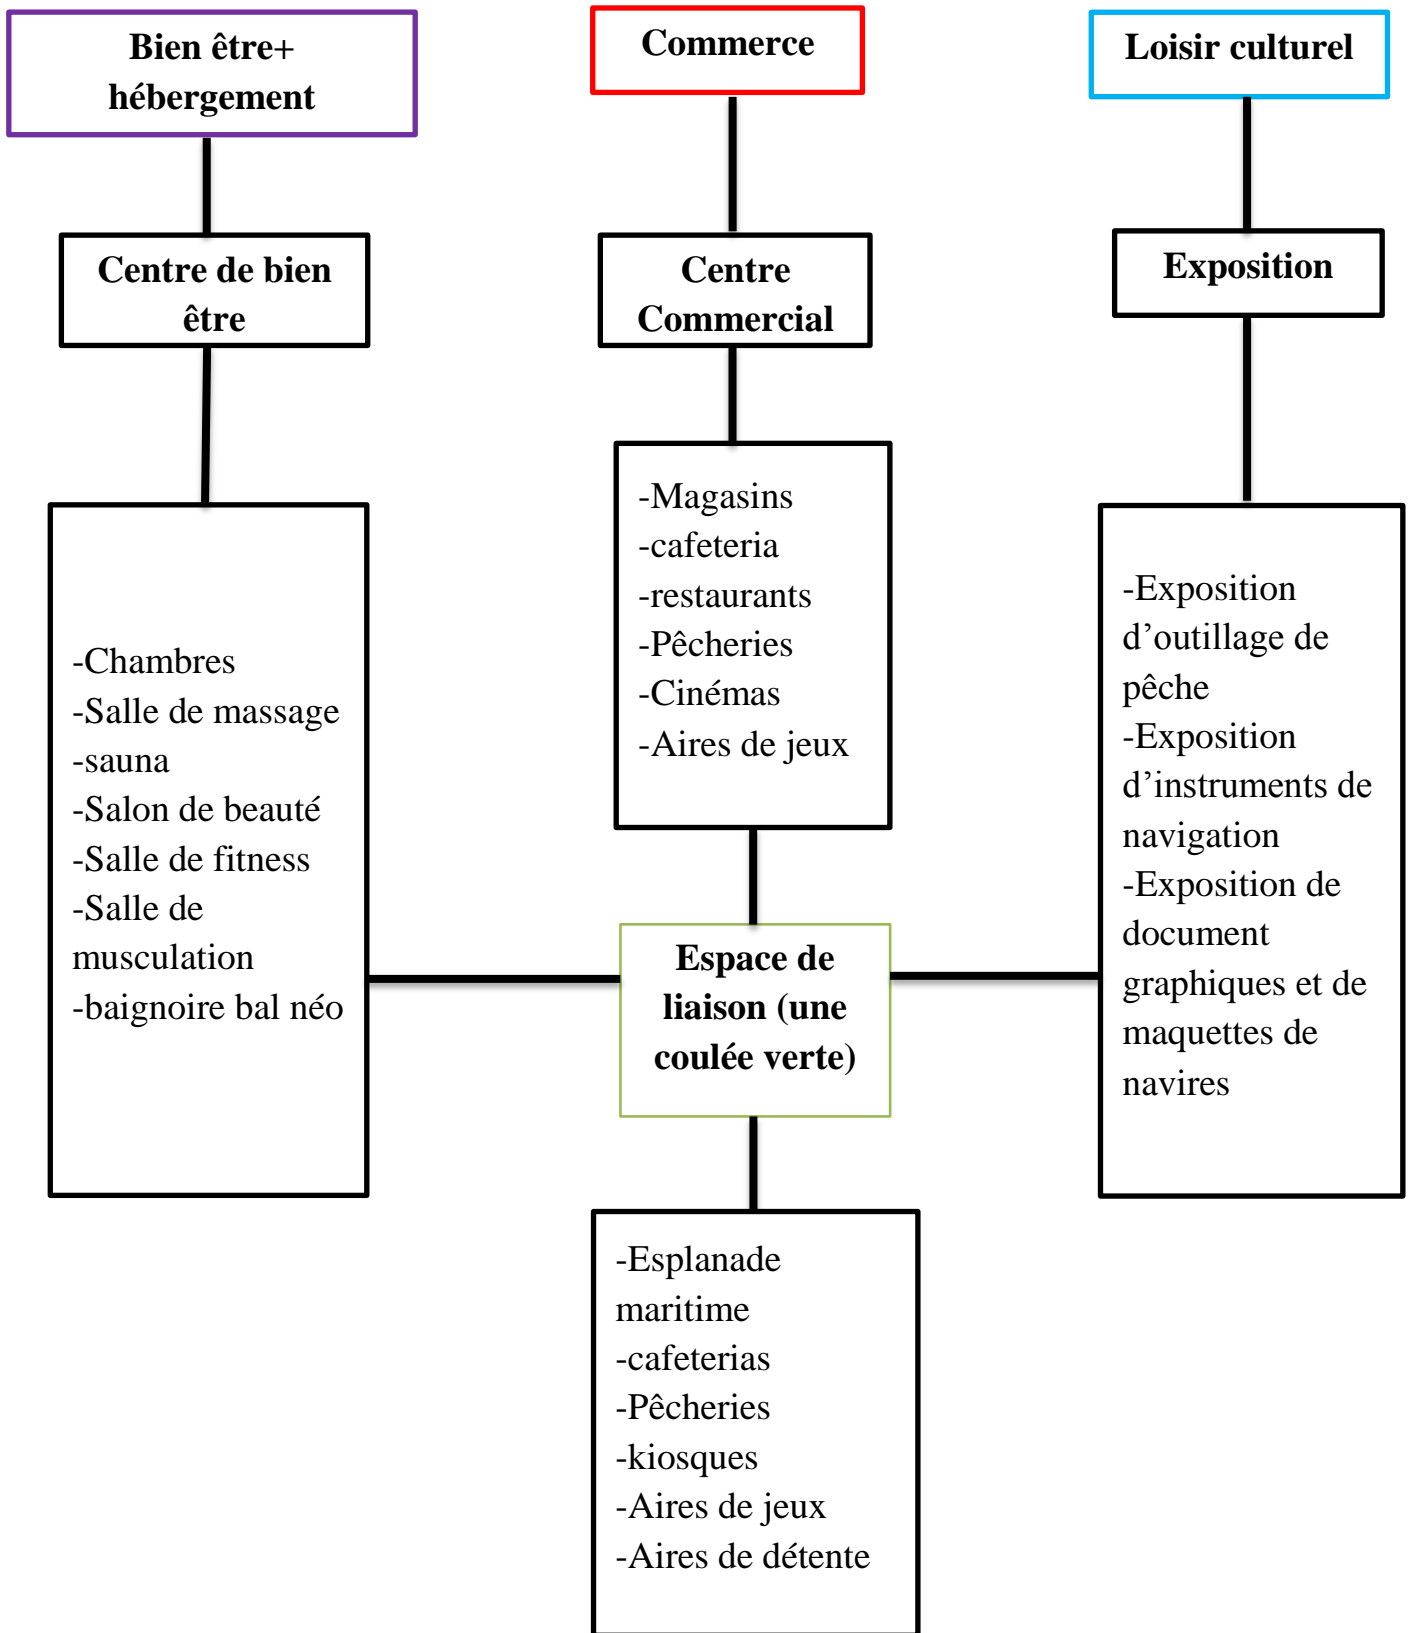 Bien être+
hébergement
Commerce
Loisir culturel
Centre de bien
être
Centre
Commercial
Exposition
-Chambres
-Salle de massage
-sauna
-Salon de beauté
-Salle de fitness
-Salle de
musculation
-baignoire bal néo
-Magasins
-cafeteria
-restaurants
-Pêcheries
-Cinémas
-Aires de jeux
-Exposition
d’outillage de
pêche
-Exposition
d’instruments de
navigation
-Exposition de
document
graphiques et de
maquettes de
navires
Espace de
liaison (une
coulée verte)
-Esplanade
maritime
-cafeterias
-Pêcheries
-kiosques
-Aires de jeux
-Aires de détente